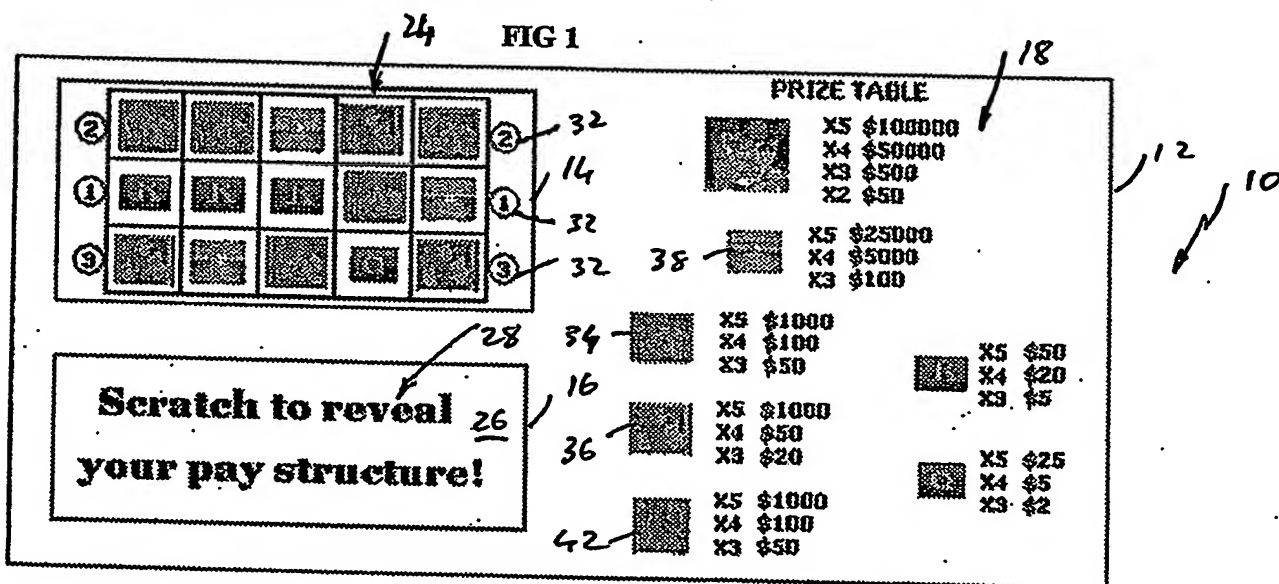 24
FIG 1
18
PRIZE TABLE
2
2
32
X5 $100000
X4 $50000
X3 $500
X2 $50
12
10
14
1
1
32
3
3
32
38
X5 $25000
X4 $5000
X3 $100
28
34
X5 $1000
X4 $100
X3 $50
X5 $50
X4 $20
X3 $5
16
Scratch to reveal
26
your pay structure!
36
X5 $1000
X4 $50
X3 $20
X5 $25
X4 $5
X3 $2
42
X5 $1000
X4 $100
X3 $50